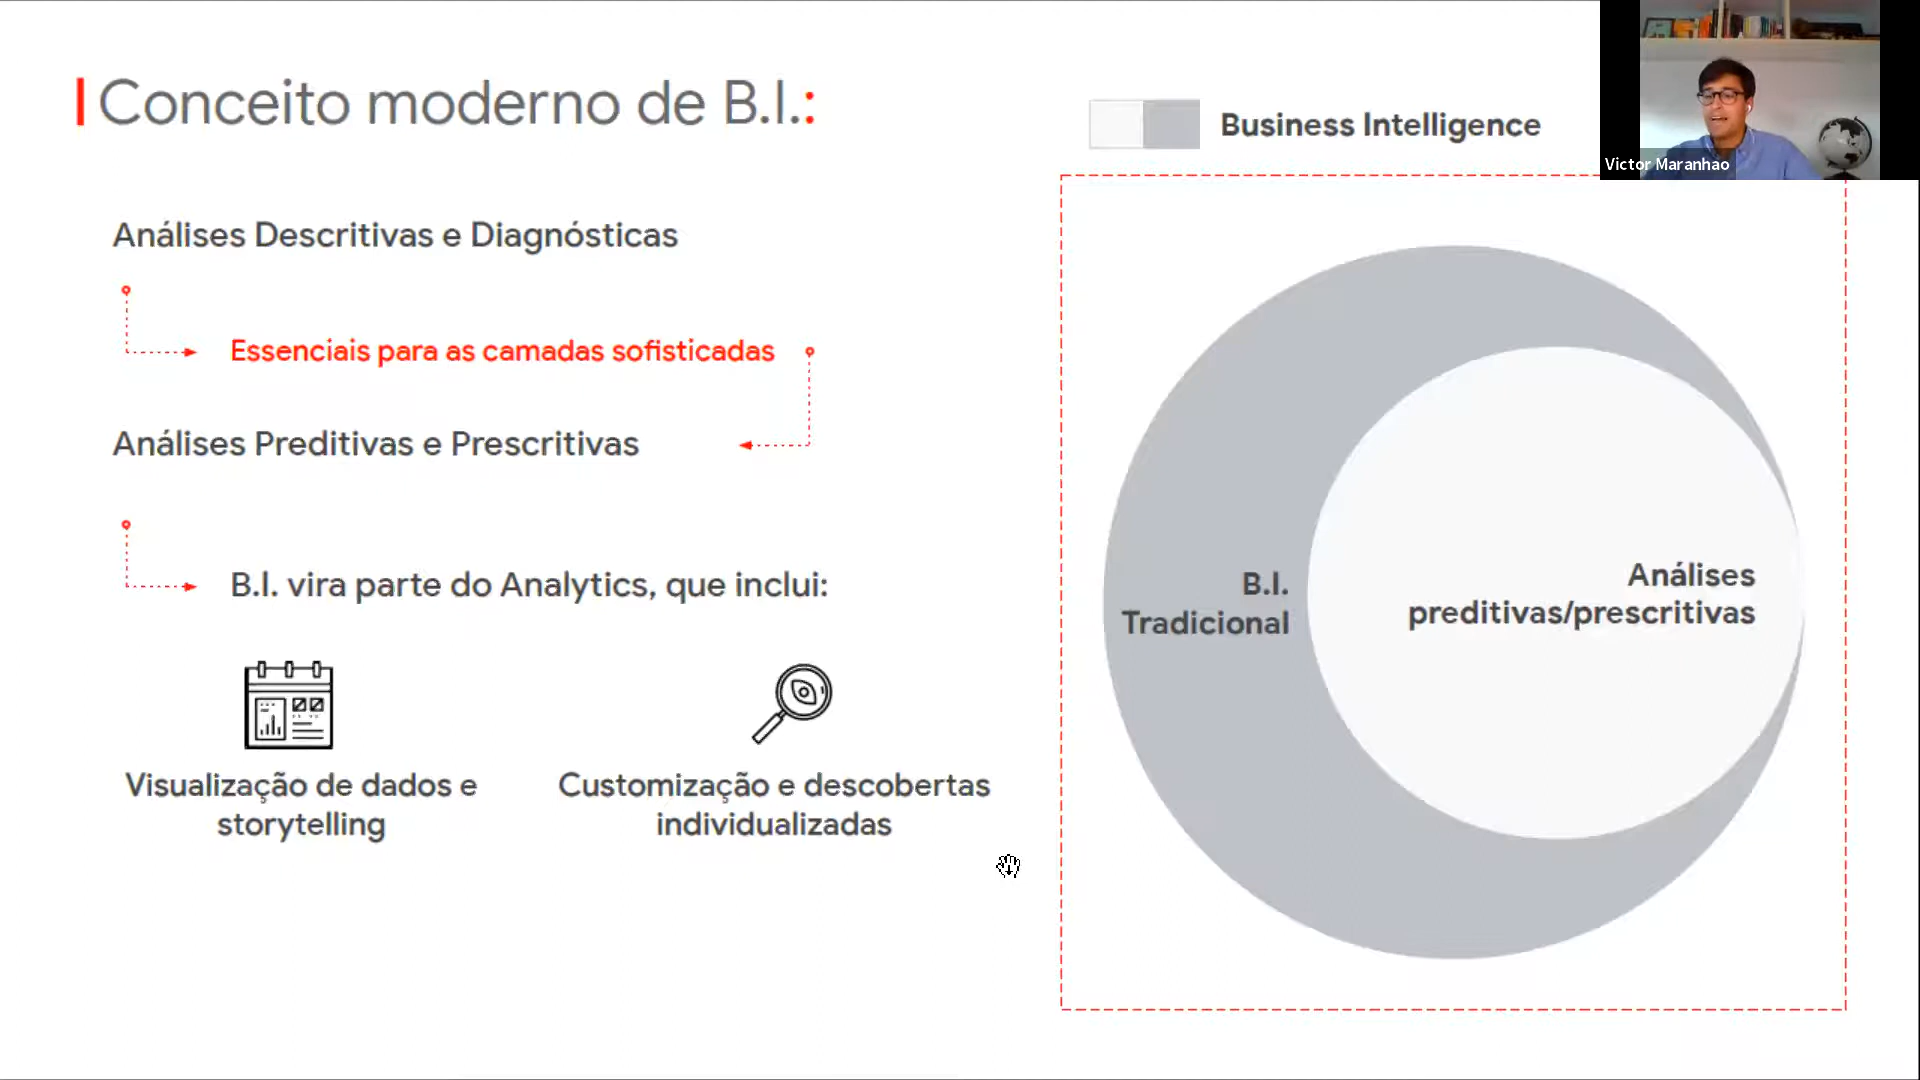 Conceito moderno de B.I.:
Business Intelligence
Victor Maranhao
Análises Descritivas e Diagnósticas
Essenciais para as camadas sofisticadas
Análises Preditivas e Prescritivas
B.I. vira parte do Analytics, que inclui:
Visualização de dados e
storytelling
Customização e descobertas
individualizadas
B.I.
Tradicional
Análises
preditivas/prescritivas